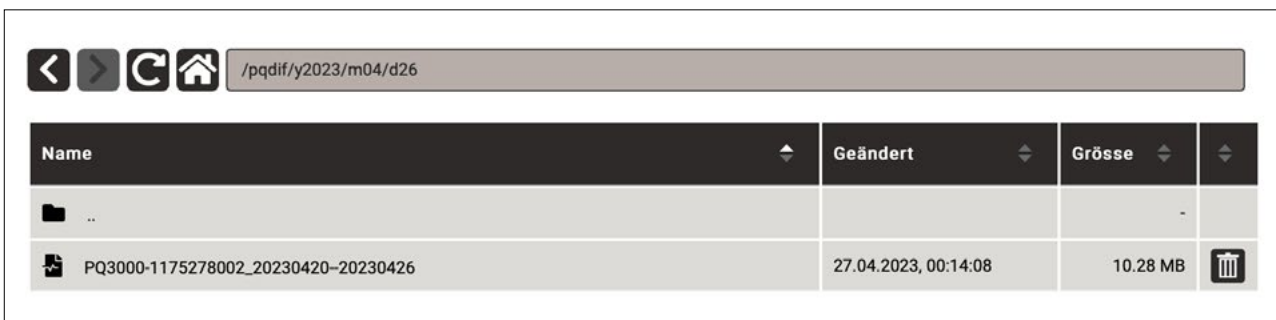 /pqdif/y2023/m04/d26
Name Geändert Grösse
.. -
PQ3000-1175278002_20230420--20230426 27.04.2023, 00:14:08 10.28 MB